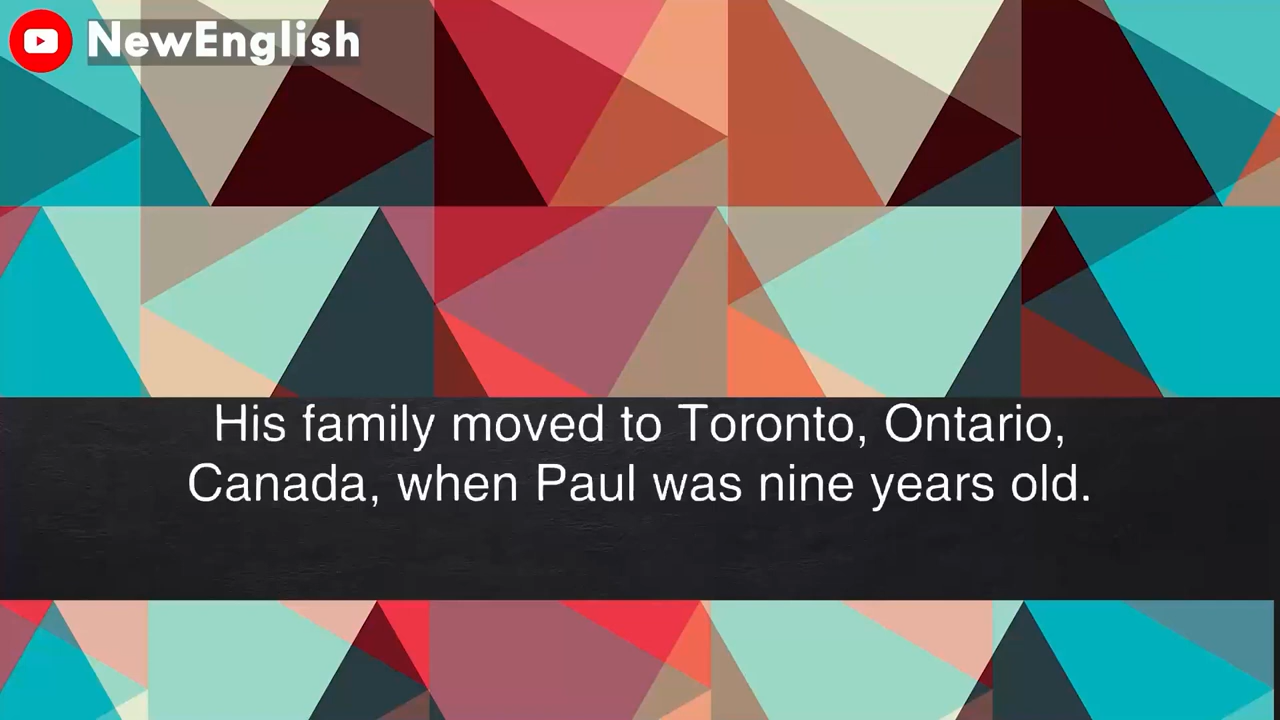 NewEnglish
His family moved to Toronto, Ontario,
Canada, when Paul was nine years old.